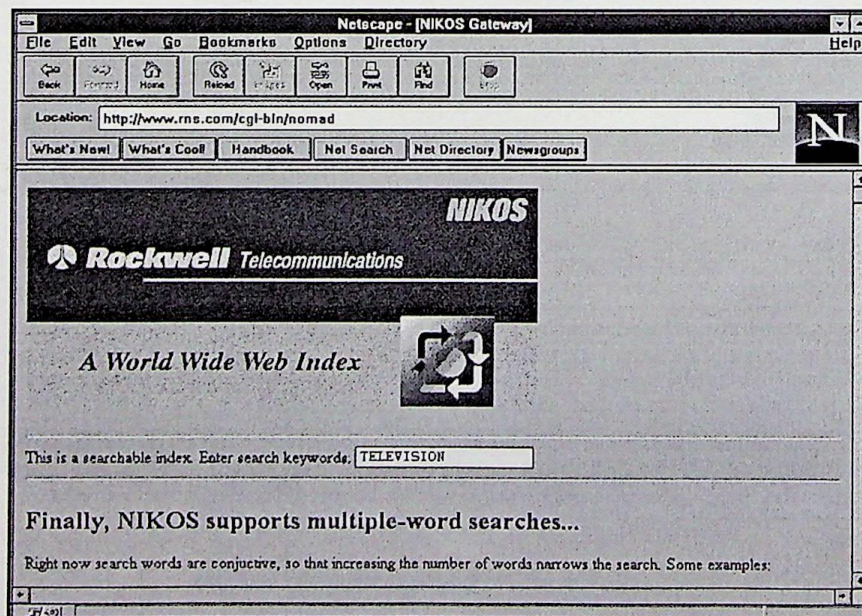 Netscape - [NIKOS Gateway]
File Edit View Go Bookmarks Options Directory Help
Back Forward Home Reload Images Open Print Find Stop
Location: http://www.rns.com/cgi-bin/nomad
N
What's New! What's Cool! Handbook Net Search Net Directory Newsgroups
NIKOS
Rockwell Telecommunications
A World Wide Web Index
This is a searchable index. Enter search keywords: TELEVISION
Finally, NIKOS supports multiple-word searches...
Right now search words are conjuctive, so that increasing the number of words narrows the search. Some examples: